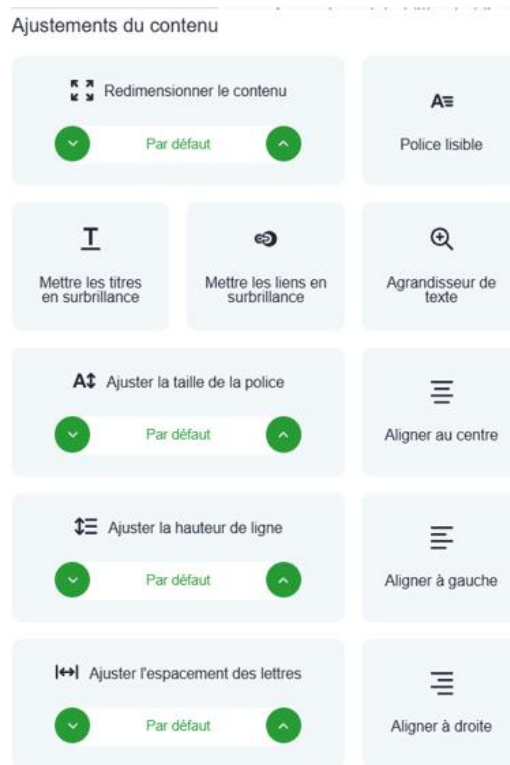 Ajustements du contenu
Redimensionner le contenu
Par défaut
Police lisible
Mettre les titres
en surbrillance
Mettre les liens en
surbrillance
Agrandisseur de
texte
Ajuster la taille de la police
Par défaut
Aligner au centre
Ajuster la hauteur de ligne
Par défaut
Aligner à gauche
Ajuster l'espacement des lettres
Par défaut
Aligner à droite